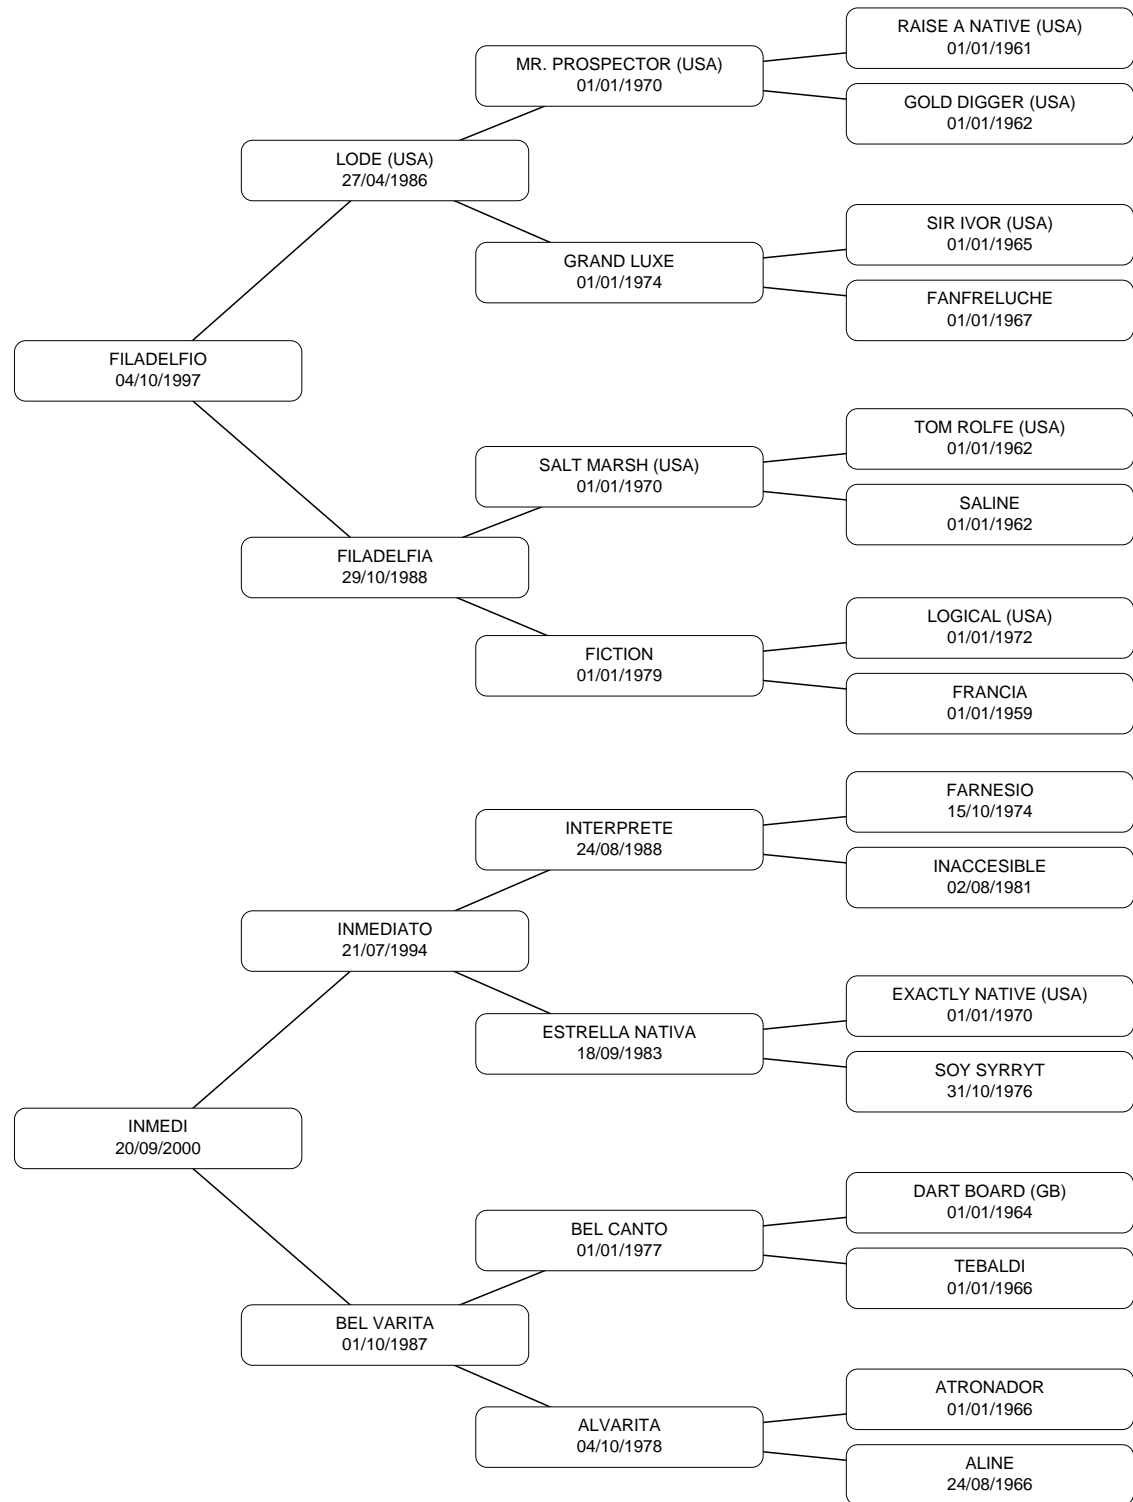 RAISE A NATIVE (USA)
01/01/1961
MR. PROSPECTOR (USA)
01/01/1970
GOLD DIGGER (USA)
01/01/1962
LODE (USA)
27/04/1986
SIR IVOR (USA)
01/01/1965
GRAND LUXE
01/01/1974
FANFRELUCHE
01/01/1967
FILADELFIO
04/10/1997
TOM ROLFE (USA)
01/01/1962
SALT MARSH (USA)
01/01/1970
SALINE
01/01/1962
FILADELFIA
29/10/1988
LOGICAL (USA)
01/01/1972
FICTION
01/01/1979
FRANCIA
01/01/1959
FARNESIO
15/10/1974
INTERPRETE
24/08/1988
INACCESIBLE
02/08/1981
INMEDIATO
21/07/1994
EXACTLY NATIVE (USA)
01/01/1970
ESTRELLA NATIVA
18/09/1983
SOY SYRRYT
31/10/1976
INMEDI
20/09/2000
DART BOARD (GB)
01/01/1964
BEL CANTO
01/01/1977
TEBALDI
01/01/1966
BEL VARITA
01/10/1987
ATRONADOR
01/01/1966
ALVARITA
04/10/1978
ALINE
24/08/1966